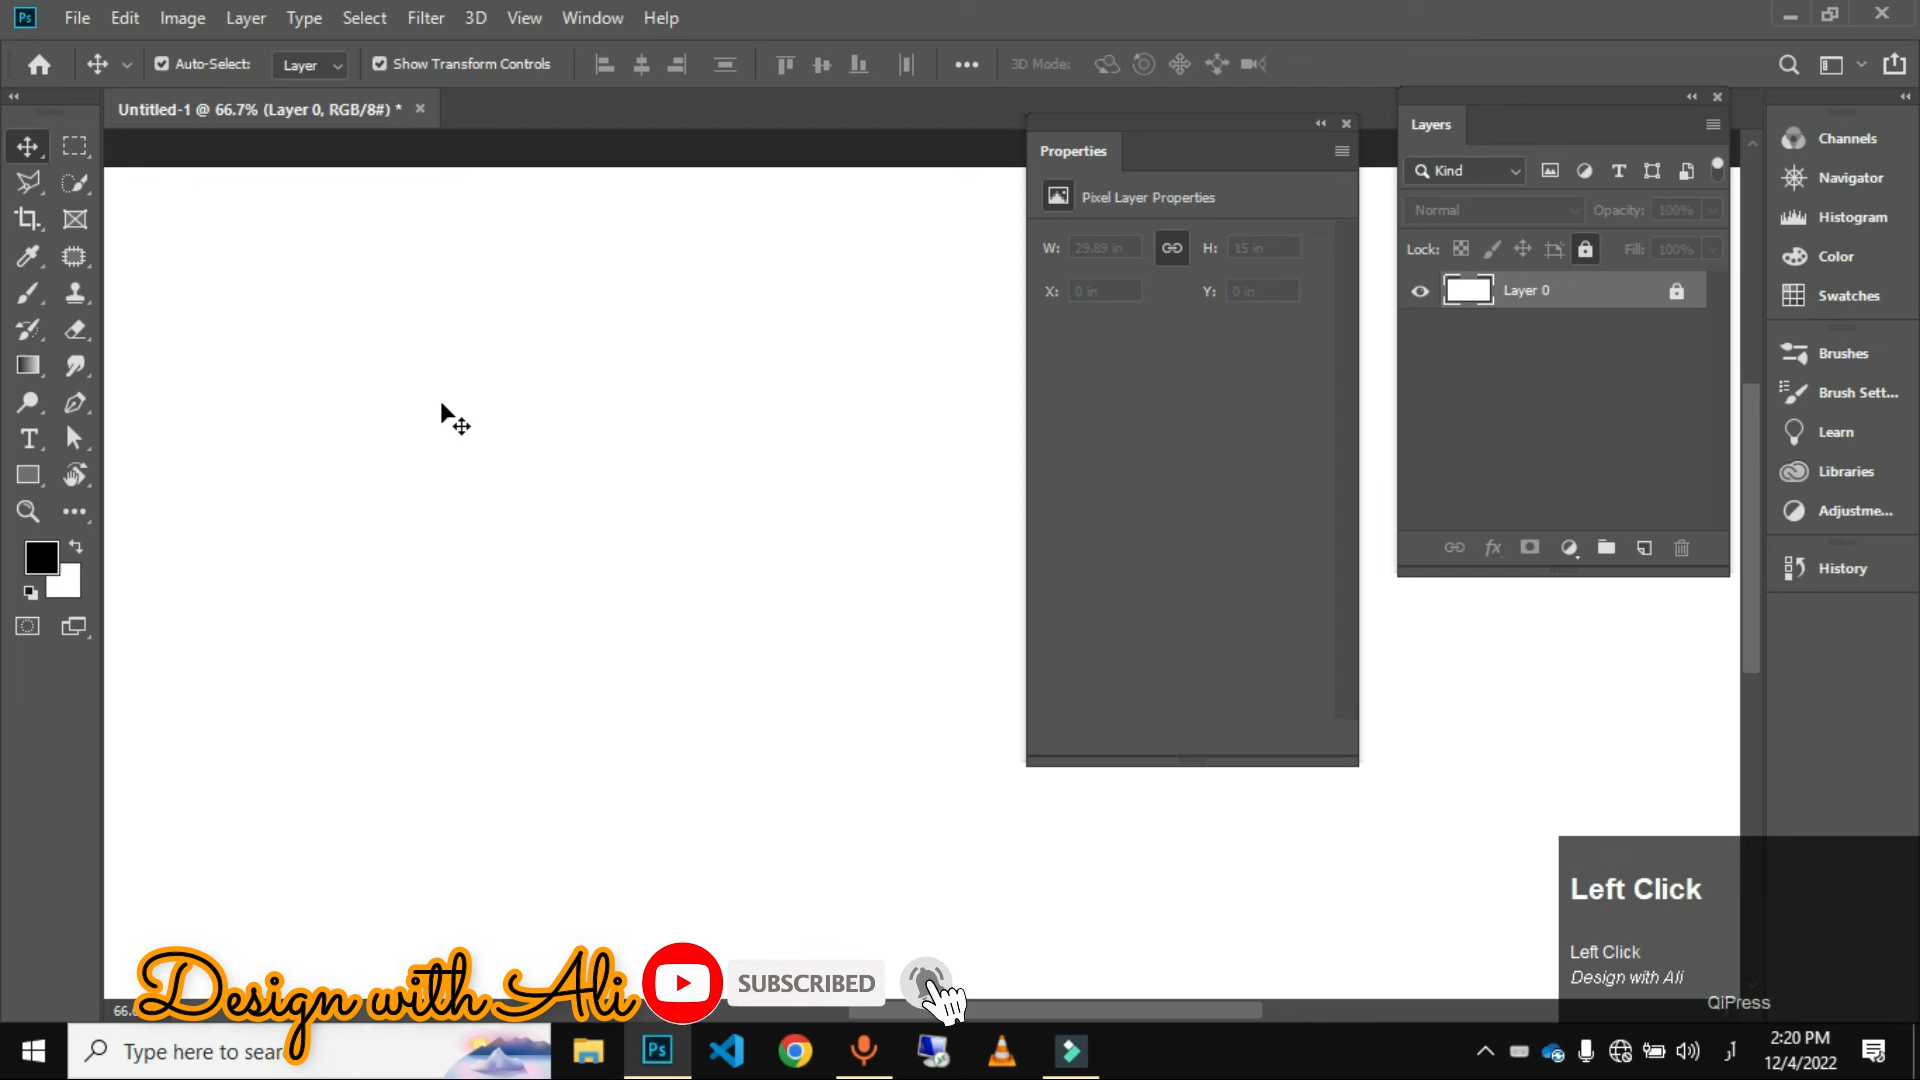 Ps File Edit Image Layer Type Select Filter 3D View Window Help
Auto-Select: Layer Show Transform Controls 3D Mode:
Untitled-1 @ 66.7% (Layer 0, RGB/8#) *
Properties
Pixel Layer Properties
W: 29.89 in H: 15 in
X: 0 in Y: 0 in
Layers
Kind
Normal Opacity: 100%
Lock: Fill: 100%
Layer 0
fx
Channels
Navigator
Histogram
Color
Swatches
Brushes
Brush Sett...
Learn
Libraries
Adjustme...
History
Left Click
Left Click
Design with Ali
QiPress
Design with Ali
SUBSCRIBED
Type here to sear
Ps
2:20 PM
12/4/2022